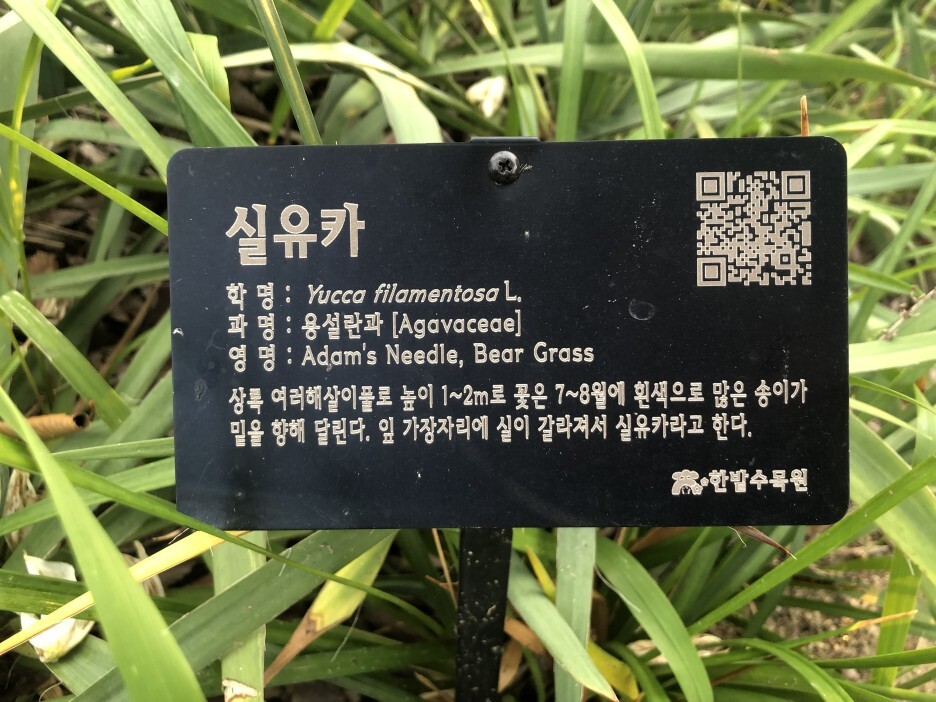 실유카
학 명 : Yucca filamentosa L.
과 명 : 용설란과 [Agavaceae]
영 명 : Adam's Needle, Bear Grass
상록 여러해살이풀로 높이 1~2m로 꽃은 7~8월에 흰색으로 많은 송이가
밑을 향해 달린다. 잎 가장자리에 실이 갈라져서 실유카라고 한다.
한밭수목원